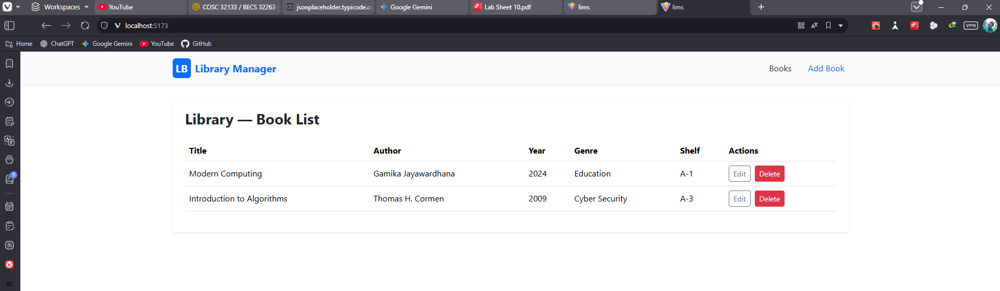 Workspaces YouTube COSC 32133 / BECS 32263 jsonplaceholder.typicode.cc Google Gemini Lab Sheet 10.pdf lims lims
localhost:5173 VPN
Home ChatGPT Google Gemini YouTube GitHub
LB Library Manager Books Add Book
Library — Book List
Title Author Year Genre Shelf Actions
Modern Computing Gamika Jayawardhana 2024 Education A-1 Edit Delete
Introduction to Algorithms Thomas H. Cormen 2009 Cyber Security A-3 Edit Delete
1
W